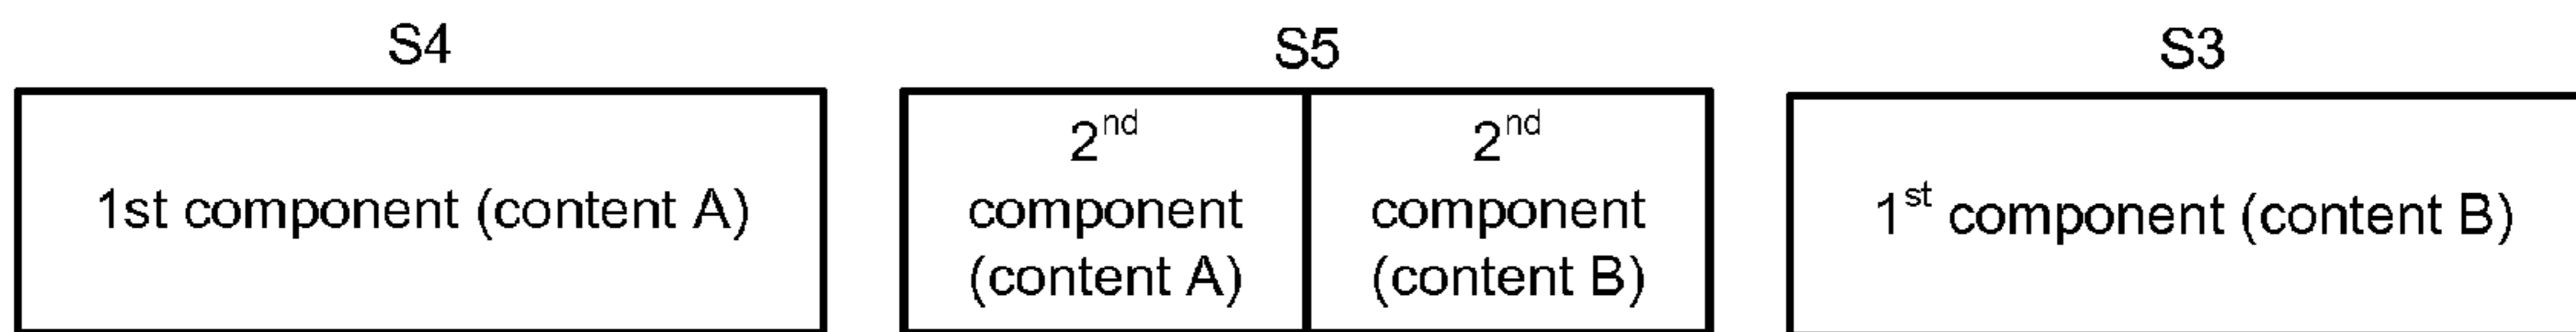 S4
S5
S3
1st component (content A)
2nd
component
(content A)
2nd
component
(content B)
1st component (content B)